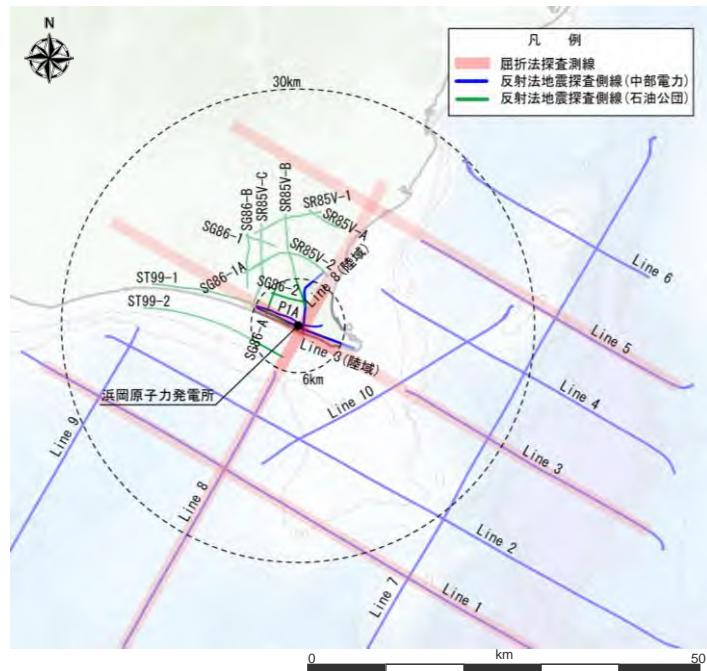 N
凡 例
屈折法探査測線
反射法地震探査側線(中部電力)
反射法地震探査側線(石油公団)
30km
SG86-B
SR85V-C
SR85V-B
SR85V-1
SR85V-A
SG86-1
SR85V-2
SG86-1A
SG86-2
Line 8(陸域)
ST99-1
ST99-2
P1A
SG86-A
Line 3(陸域)
6km
浜岡原子力発電所
Line 6
Line 5
Line 4
Line 10
Line 9
Line 3
Line 8
Line 2
Line 7
Line 1
km
0 50